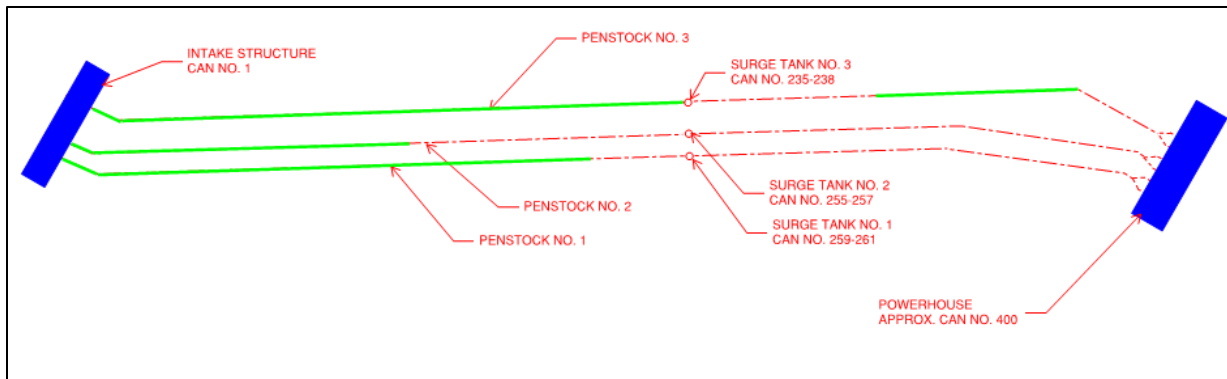 PENSTOCK NO. 3
INTAKE STRUCTURE
CAN NO. 1
SURGE TANK NO. 3
CAN NO. 235-238
SURGE TANK NO. 2
CAN NO. 255-257
PENSTOCK NO. 2
SURGE TANK NO. 1
CAN NO. 259-261
PENSTOCK NO. 1
POWERHOUSE
APPROX. CAN NO. 400